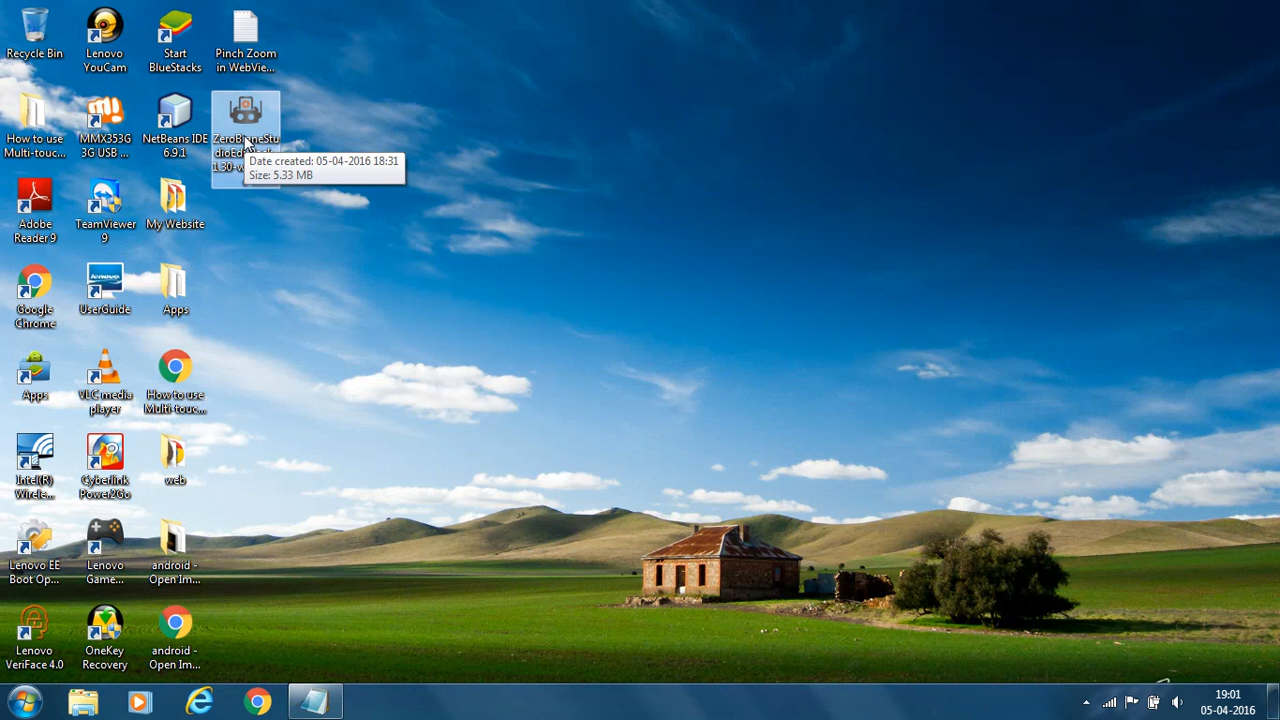 Recycle Bin
Lenovo
YouCam
Start
BlueStacks
Pinch Zoom
in WebVie...
How to use
Multi-touc...
MMX353G
3G USB ...
NetBeans IDE
6.9.1
Date created: 05-04-2016 18:31
Size: 5.33 MB
Adobe
Reader 9
TeamViewer
9
My Website
Google
Chrome
lenovo
UserGuide
Apps
Apps
VLC media
player
How to use
Multi-touc...
Intel(R)
Wirele...
Cyberlink
Power2Go
web
Lenovo EE
Boot Op...
Lenovo
Game...
android -
Open Im...
Lenovo
VeriFace 4.0
OneKey
Recovery
android -
Open Im...
19:01
05-04-2016